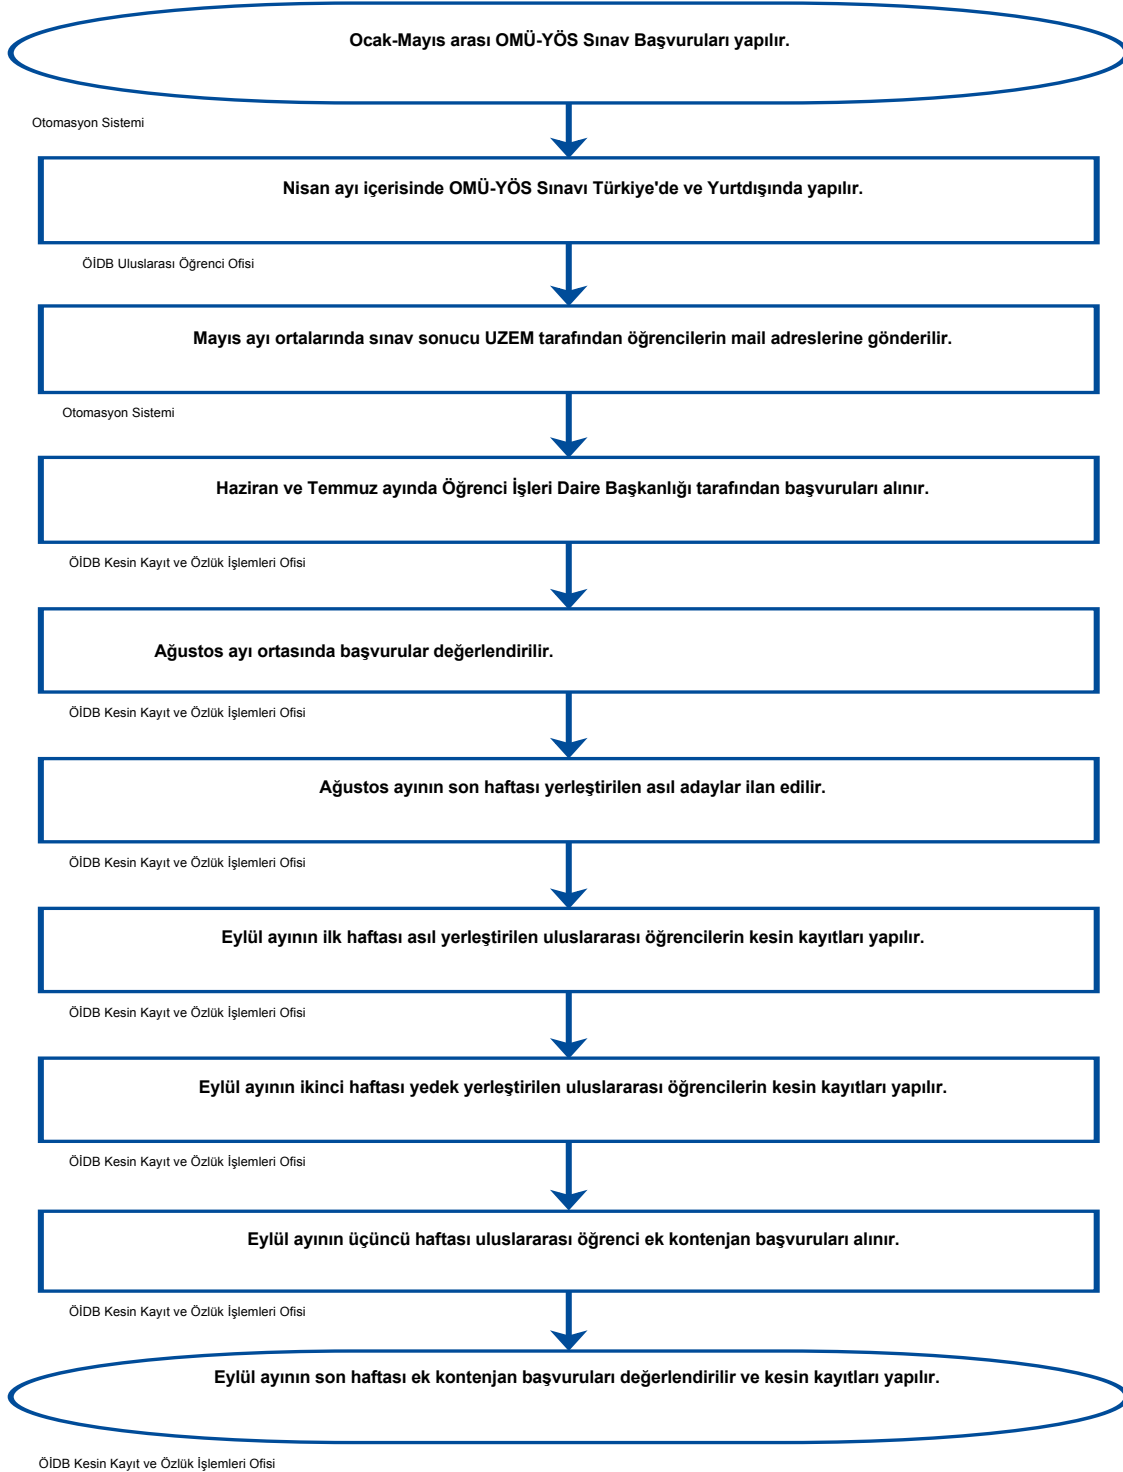 Ocak-Mayıs arası OMÜ-YÖS Sınav Başvuruları yapılır.
Otomasyon Sistemi
Nisan ayı içerisinde OMÜ-YÖS Sınavı Türkiye'de ve Yurtdışında yapılır.
ÖİDB Uluslarası Öğrenci Ofisi
Mayıs ayı ortalarında sınav sonucu UZEM tarafından öğrencilerin mail adreslerine gönderilir.
Otomasyon Sistemi
Haziran ve Temmuz ayında Öğrenci İşleri Daire Başkanlığı tarafından başvuruları alınır.
ÖİDB Kesin Kayıt ve Özlük İşlemleri Ofisi
Ağustos ayı ortasında başvurular değerlendirilir.
ÖİDB Kesin Kayıt ve Özlük İşlemleri Ofisi
Ağustos ayının son haftası yerleştirilen asıl adaylar ilan edilir.
ÖİDB Kesin Kayıt ve Özlük İşlemleri Ofisi
Eylül ayının ilk haftası asıl yerleştirilen uluslararası öğrencilerin kesin kayıtları yapılır.
ÖİDB Kesin Kayıt ve Özlük İşlemleri Ofisi
Eylül ayının ikinci haftası yedek yerleştirilen uluslararası öğrencilerin kesin kayıtları yapılır.
ÖİDB Kesin Kayıt ve Özlük İşlemleri Ofisi
Eylül ayının üçüncü haftası uluslararası öğrenci ek kontenjan başvuruları alınır.
ÖİDB Kesin Kayıt ve Özlük İşlemleri Ofisi
Eylül ayının son haftası ek kontenjan başvuruları değerlendirilir ve kesin kayıtları yapılır.
ÖİDB Kesin Kayıt ve Özlük İşlemleri Ofisi